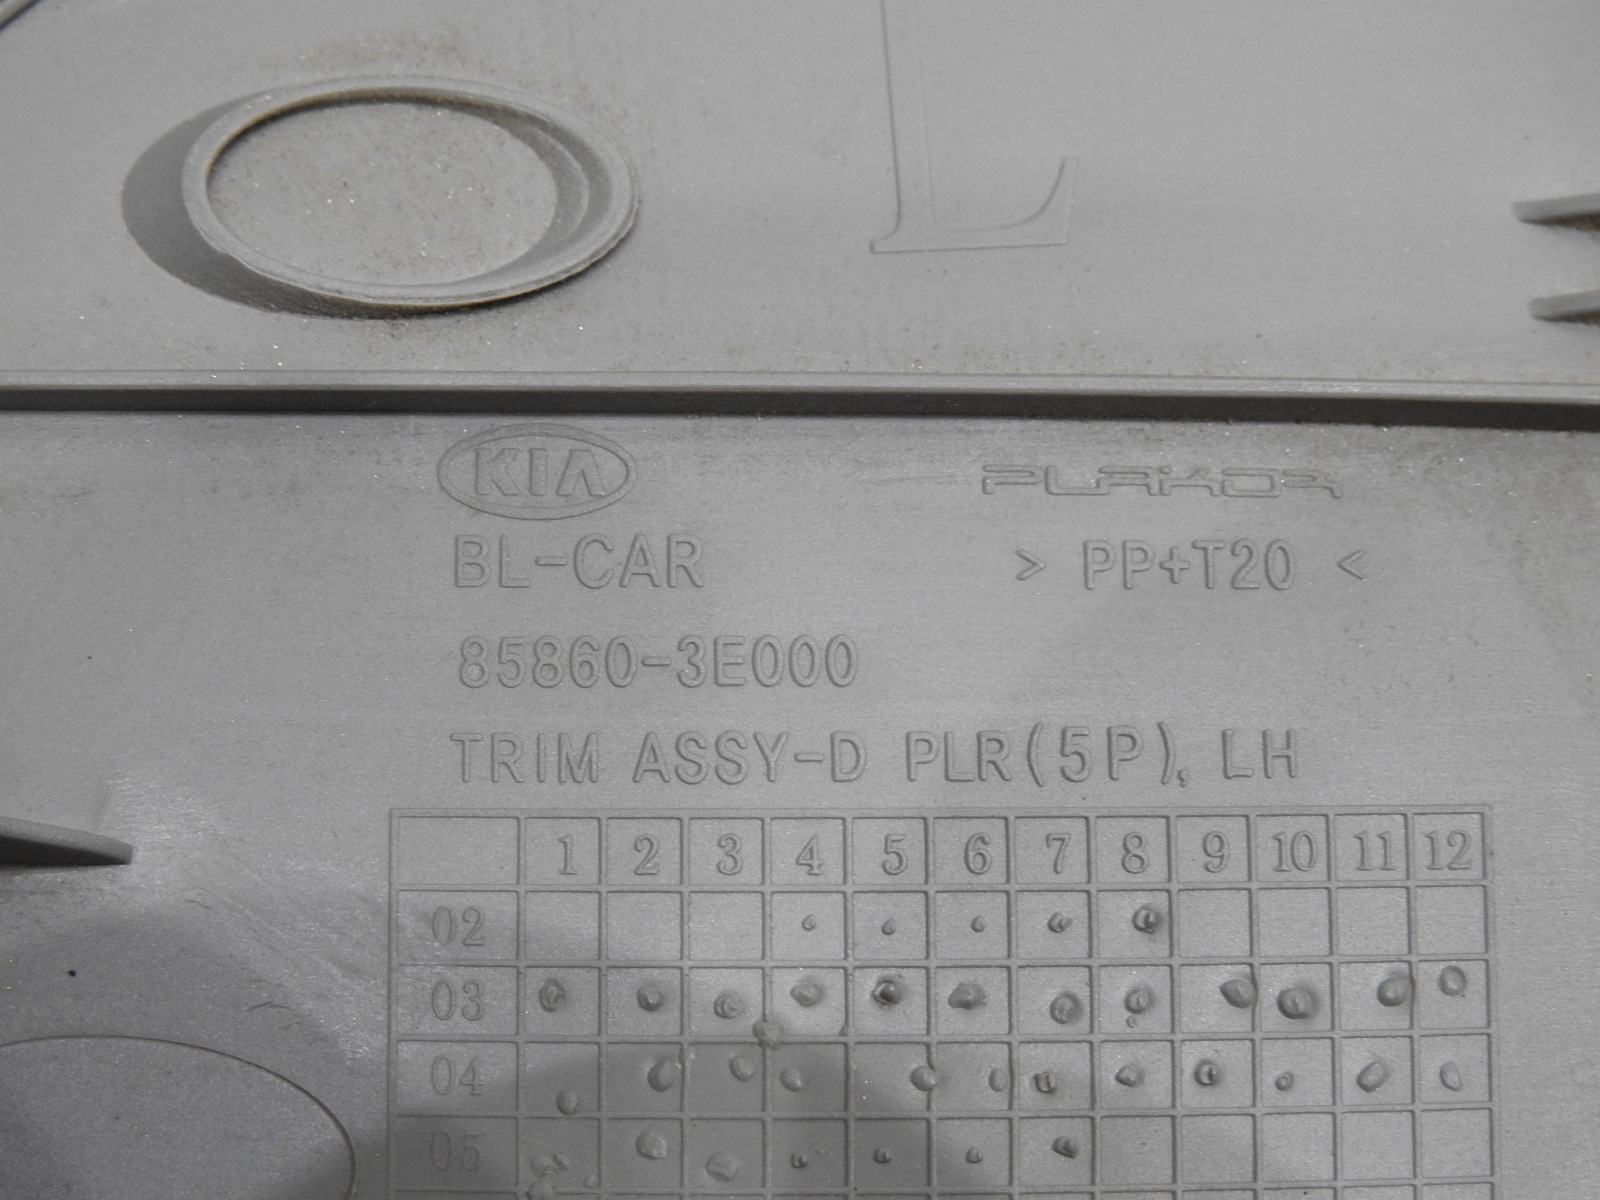 L
KIA PLAKOR
BL-CAR > PP+T20 <
85860-3E000
TRIM ASSY-D PLR(5P), LH
1 2 3 4 5 6 7 8 9 10 11 12
02
03
04
05